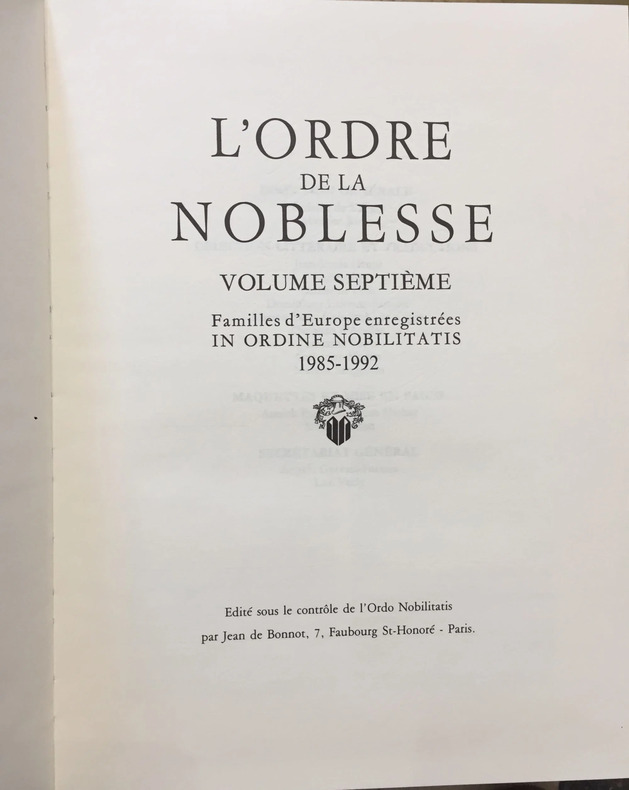 L'ORDRE
DE LA
NOBLESSE
VOLUME SEPTIÈME
Familles d'Europe enregistrées
IN ORDINE NOBILITATIS
1985-1992
Edité sous le contrôle de l'Ordo Nobilitatis
par Jean de Bonnot, 7, Faubourg St-Honoré - Paris.